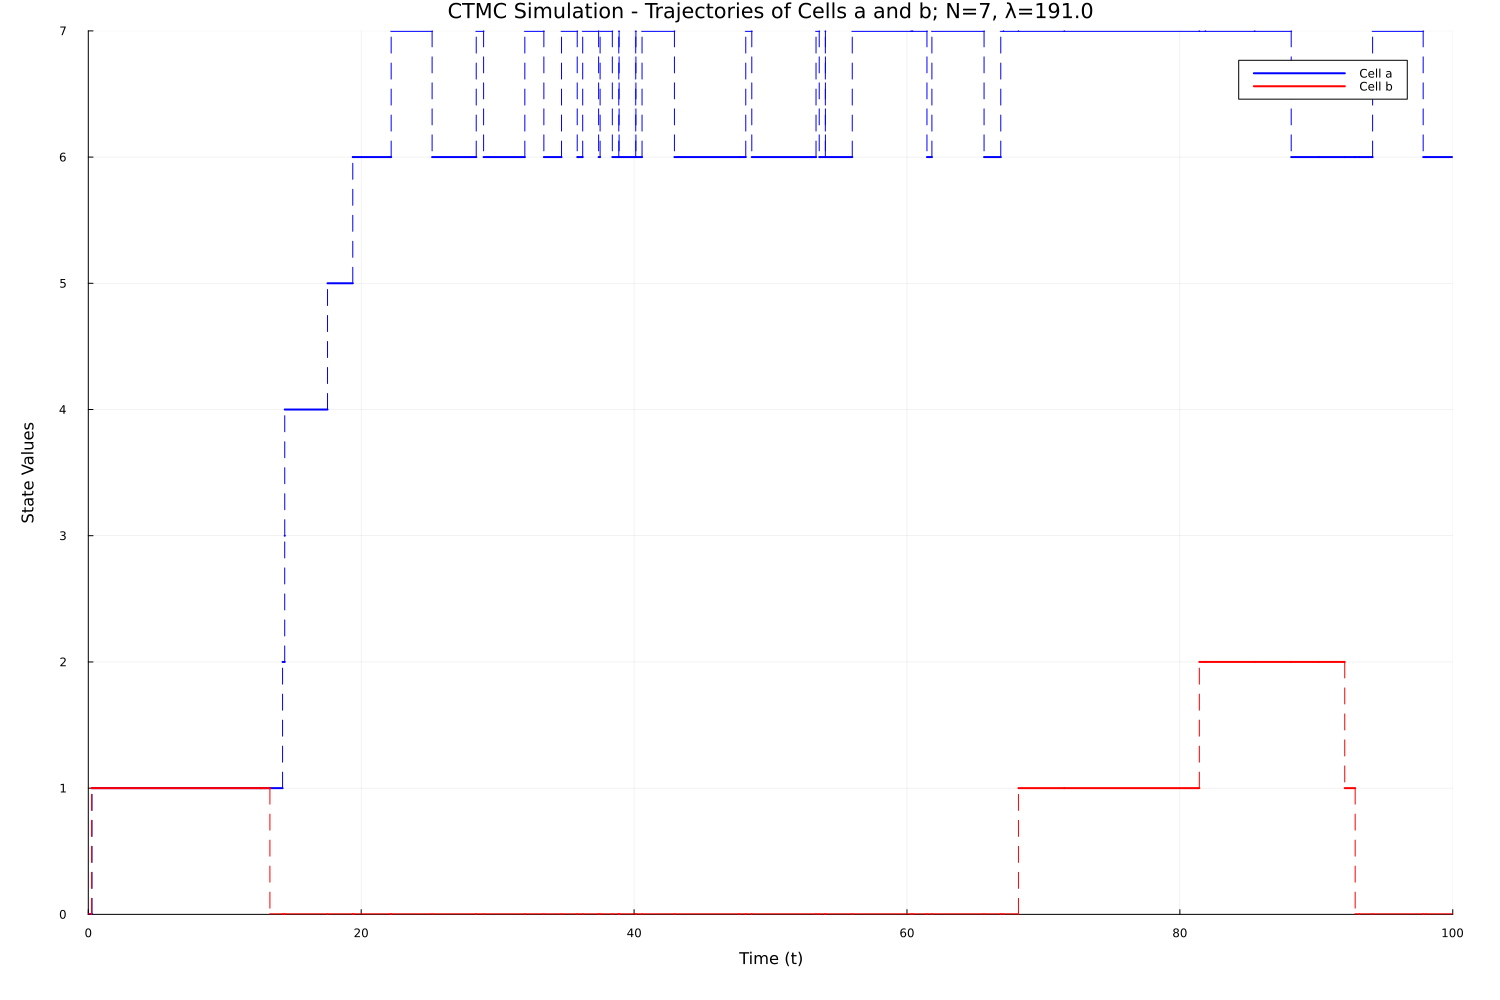 CTMC Simulation - Trajectories of Cells a and b; N=7, λ=191.0
7
Cell a
Cell b
6
5
4
State Values
3
2
1
0
0 20 40 60 80 100
Time (t)